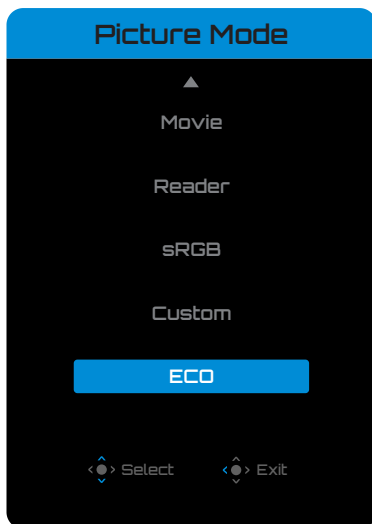 Picture Mode
Movie
Reader
sRGB
Custom
ECO
Select Exit